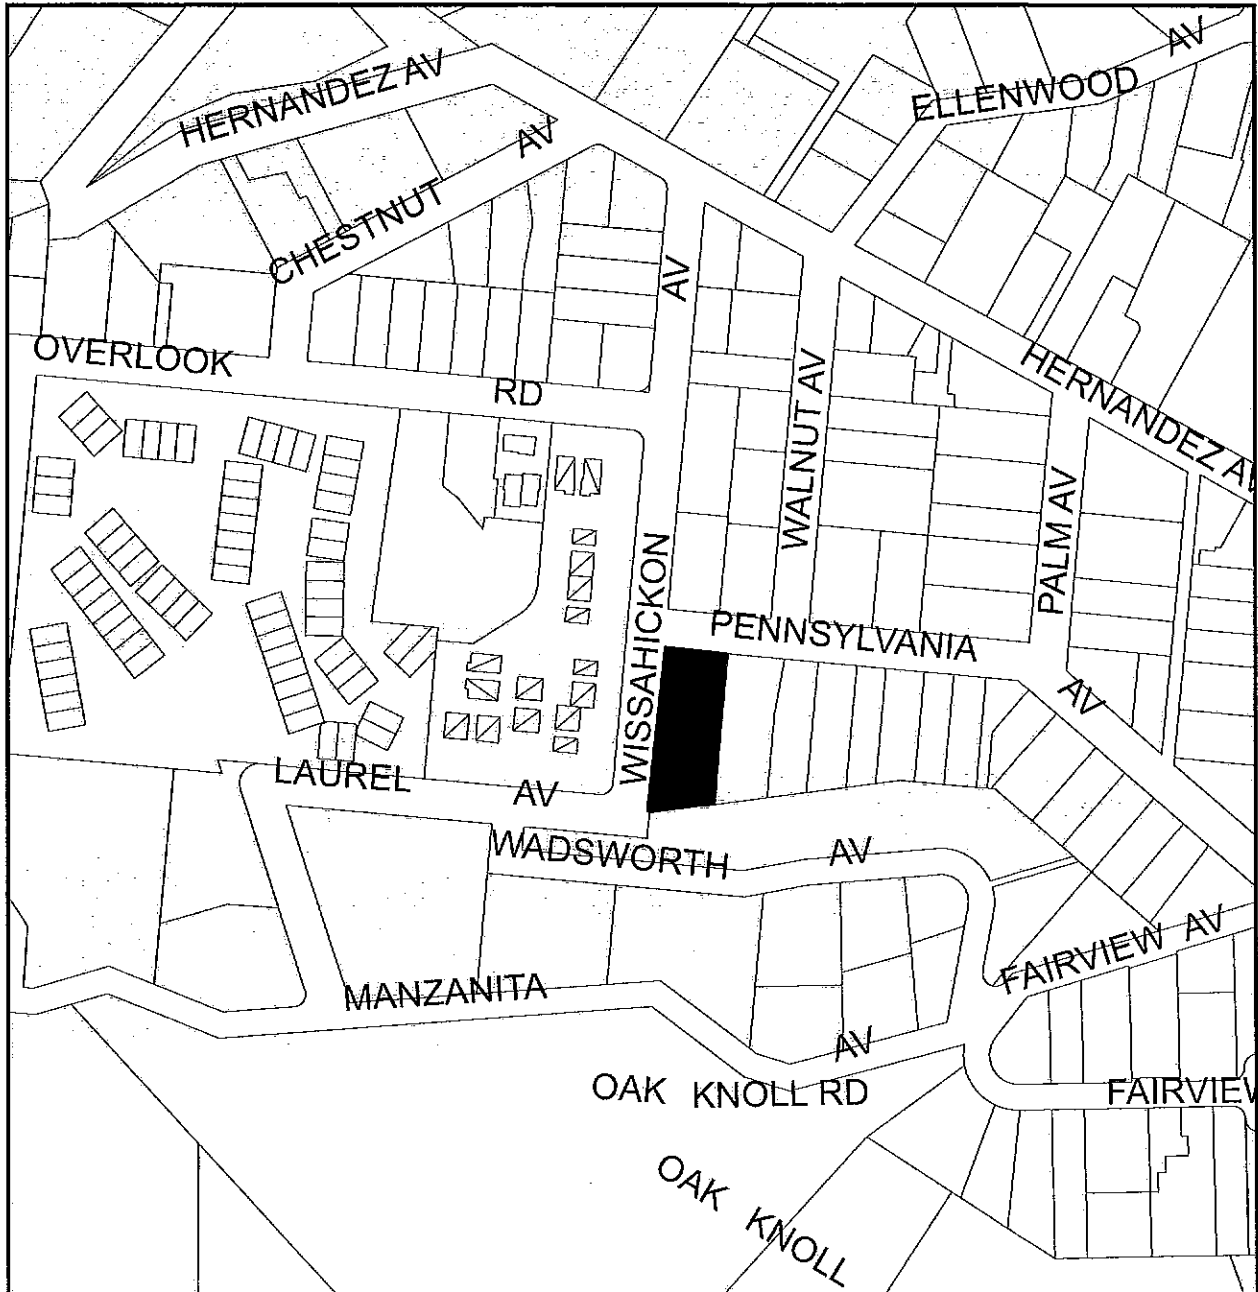 HERNANDEZ AV
ELLENWOOD AV
CHESTNUT AV
AV
OVERLOOK RD
HERNANDEZ AV
WALNUT AV
PALM AV
WISSAHICKON
PENNSYLVANIA AV
LAUREL AV
WADSWORTH AV
FAIRVIEW AV
MANZANITA AV
OAK KNOLL RD
FAIRVIEW
OAK KNOLL